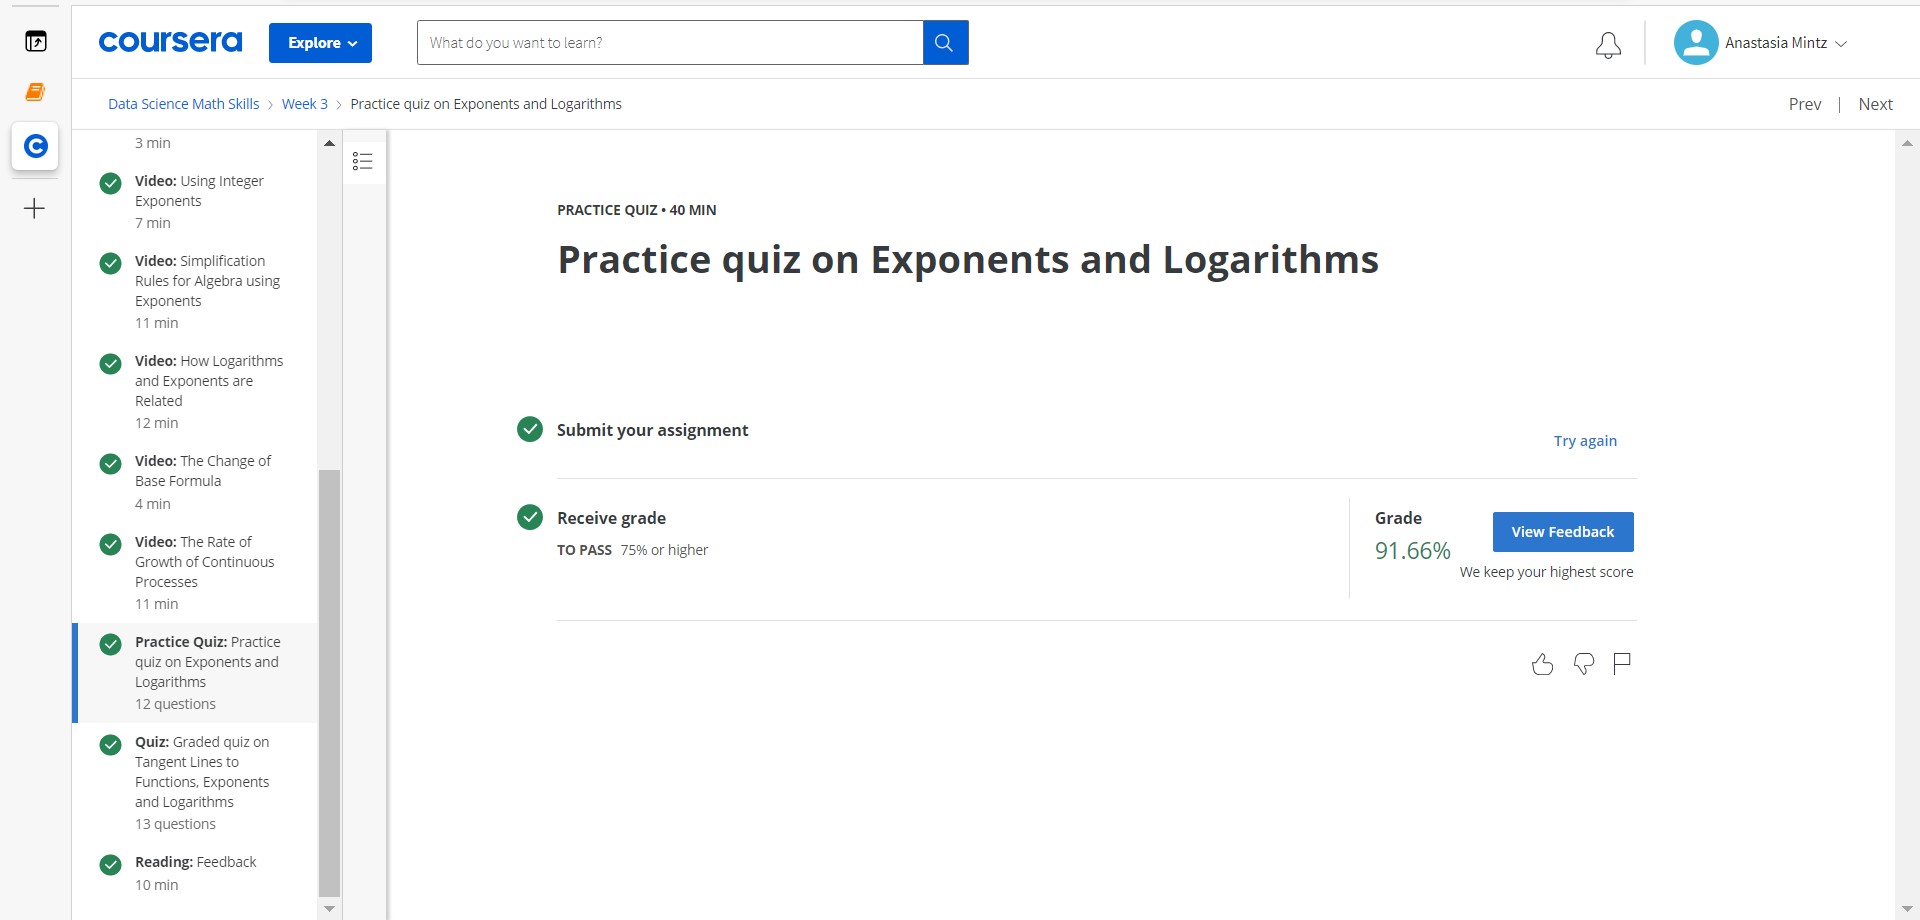 coursera
Explore
What do you want to learn?
Anastasia Mintz
Data Science Math Skills > Week 3 > Practice quiz on Exponents and Logarithms
Prev | Next
3 min
Video: Using Integer
Exponents
7 min
Video: Simplification
Rules for Algebra using
Exponents
11 min
Video: How Logarithms
and Exponents are
Related
12 min
Video: The Change of
Base Formula
4 min
Video: The Rate of
Growth of Continuous
Processes
11 min
Practice Quiz: Practice
quiz on Exponents and
Logarithms
12 questions
Quiz: Graded quiz on
Tangent Lines to
Functions, Exponents
and Logarithms
13 questions
Reading: Feedback
10 min
PRACTICE QUIZ • 40 MIN
Practice quiz on Exponents and Logarithms
Submit your assignment
Try again
Receive grade
TO PASS 75% or higher
Grade
91.66%
View Feedback
We keep your highest score